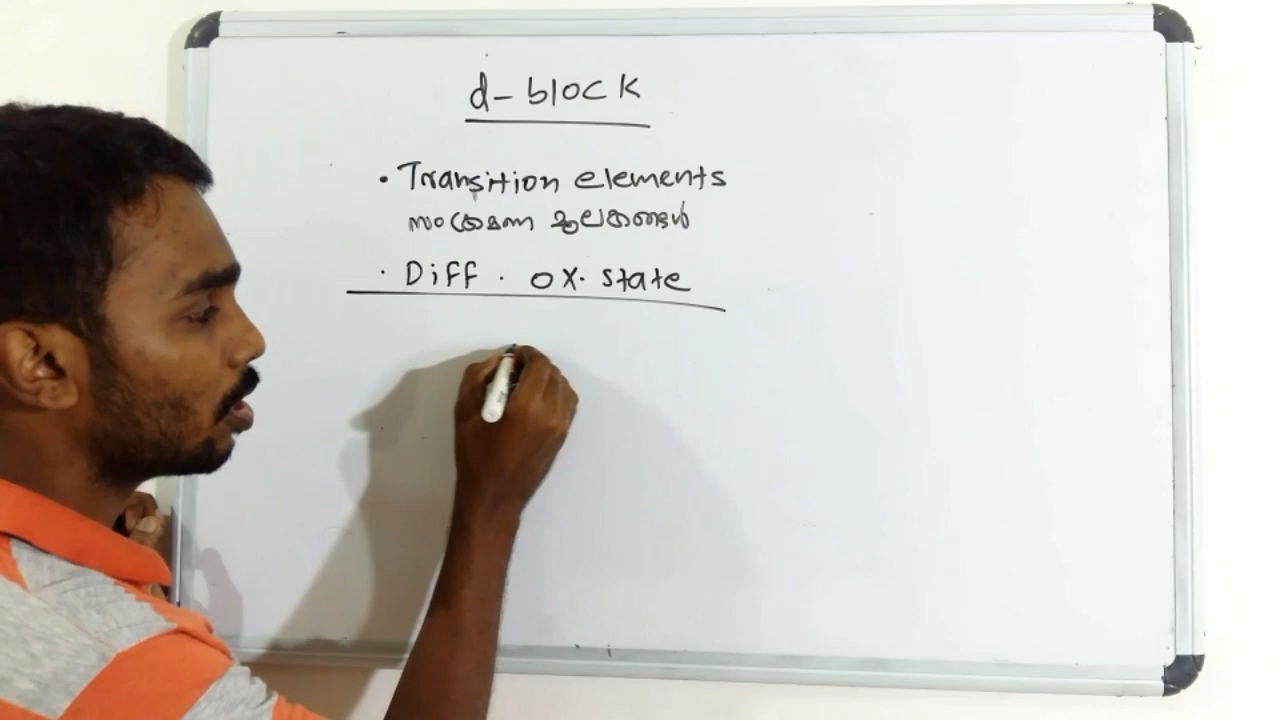 d-block
• Transition elements
സംക്രമണ മൂലകങ്ങൾ
• Diff. ox. state